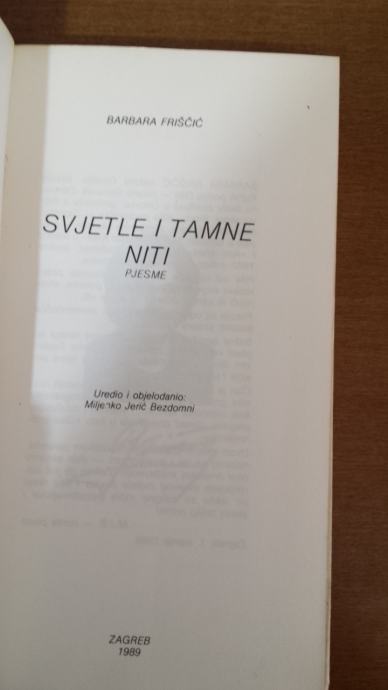 BARBARA FRIŠČIĆ
SVJETLE I TAMNE
NITI
PJESME
Uredio i objelodanio:
Miljenko Jerić Bezdomni
ZAGREB
1989